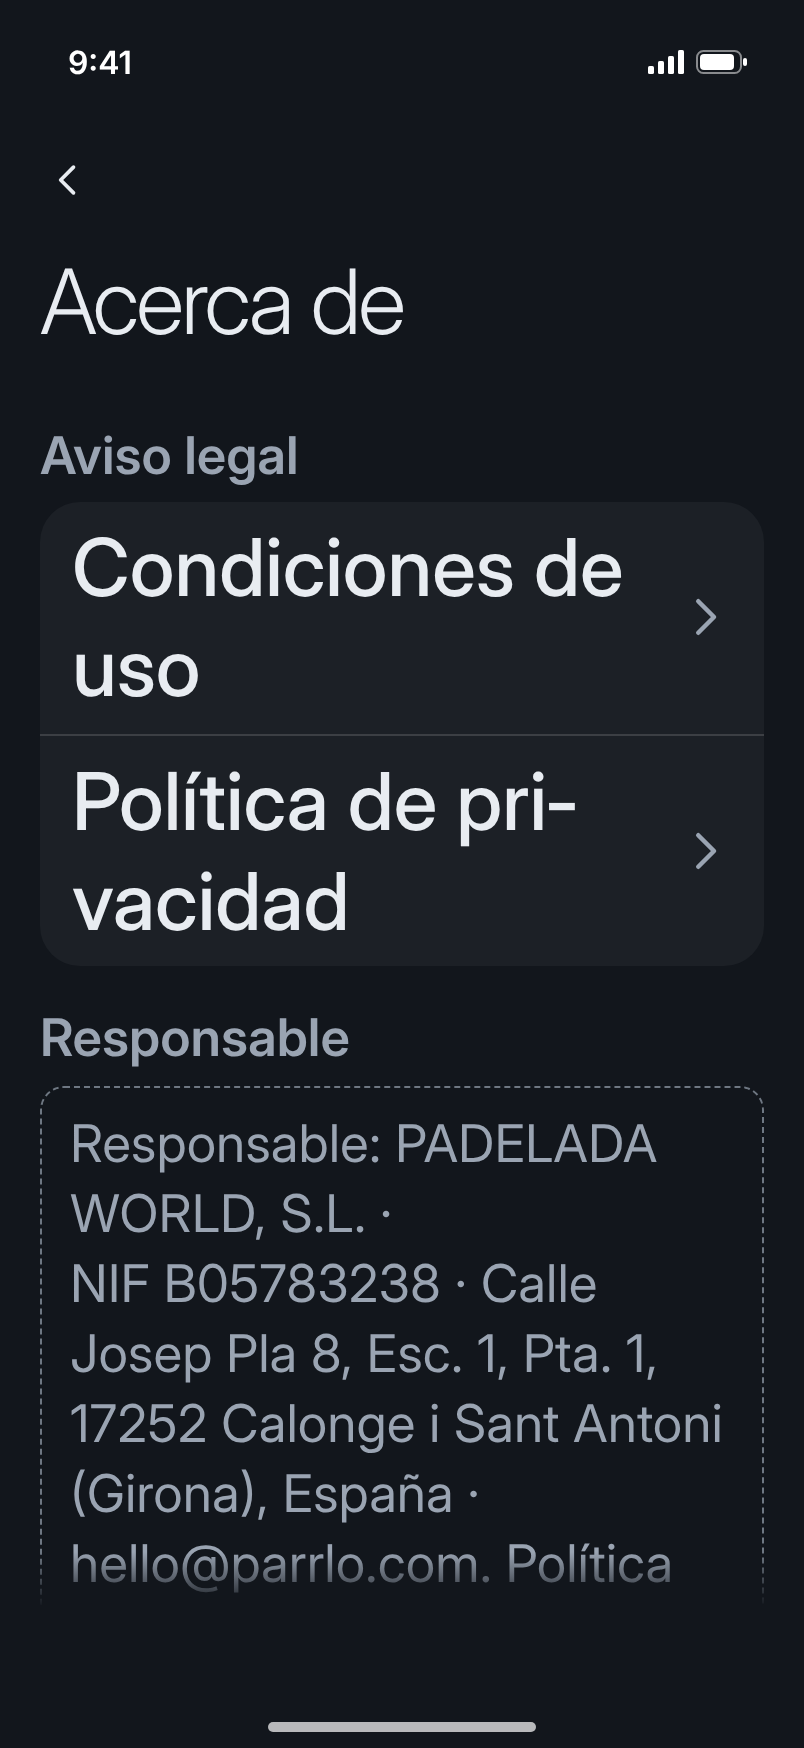 9:41
Acerca de
Aviso legal
Condiciones de
uso
Política de pri-
vacidad
Responsable
Responsable: PADELADA
WORLD, S.L. ·
NIF B05783238 · Calle
Josep Pla 8, Esc. 1, Pta. 1,
17252 Calonge i Sant Antoni
(Girona), España ·
hello@parrlo.com. Política